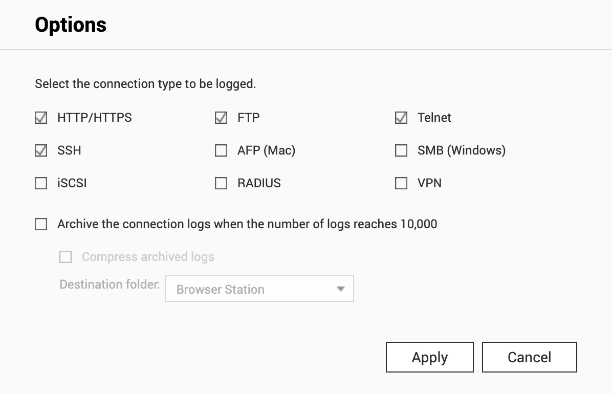 Options
Select the connection type to be logged.
HTTP/HTTPS FTP Telnet
SSH AFP (Mac) SMB (Windows)
iSCSI RADIUS VPN
Archive the connection logs when the number of logs reaches 10,000
Compress archived logs
Destination folder: Browser Station
Apply Cancel